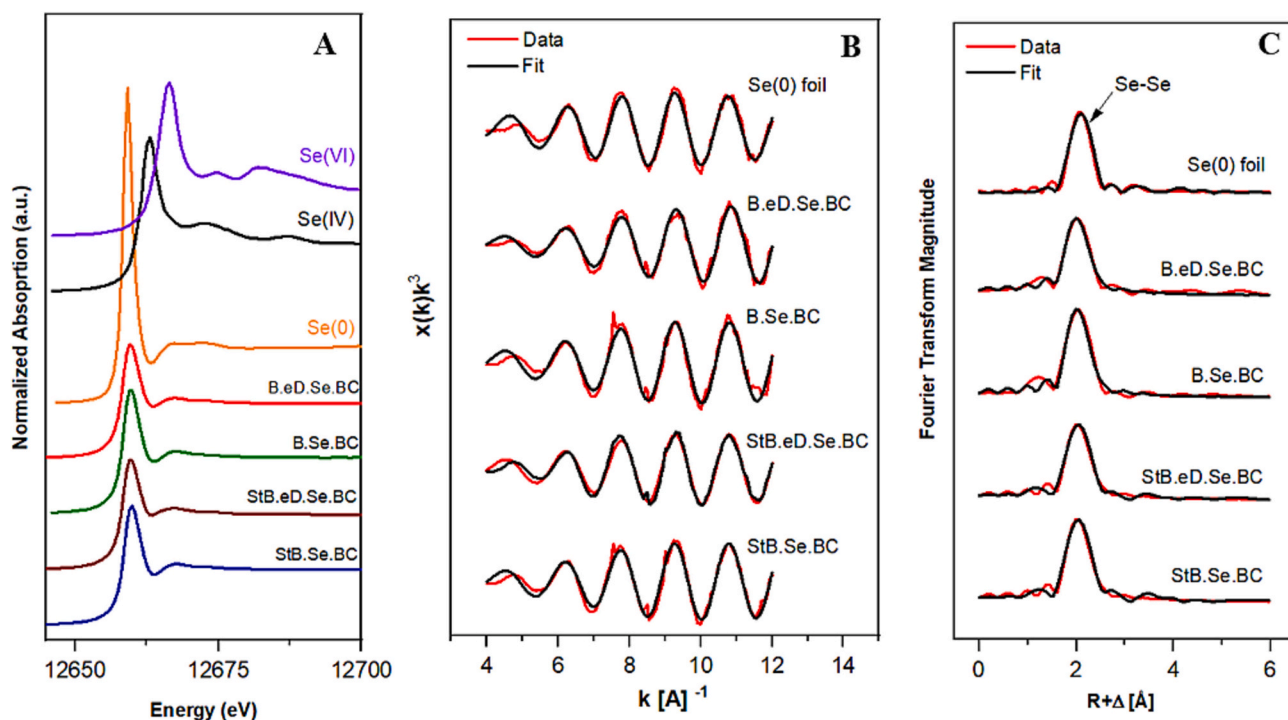 A
Se(VI)
Se(IV)
Se(0)
B.eD.Se.BC
B.Se.BC
StB.eD.Se.BC
StB.Se.BC
Normalized Absoption (a.u.)
12650
12675
12700
Energy (eV)
B
Data
Fit
Se(0) foil
B.eD.Se.BC
B.Se.BC
StB.eD.Se.BC
StB.Se.BC
x(k)k³
4
6
8
10
12
14
k [A] ⁻¹
C
Data
Fit
Se-Se
Se(0) foil
B.eD.Se.BC
B.Se.BC
StB.eD.Se.BC
StB.Se.BC
Fourier Transform Magnitude
0
2
4
6
R+Δ [Å]